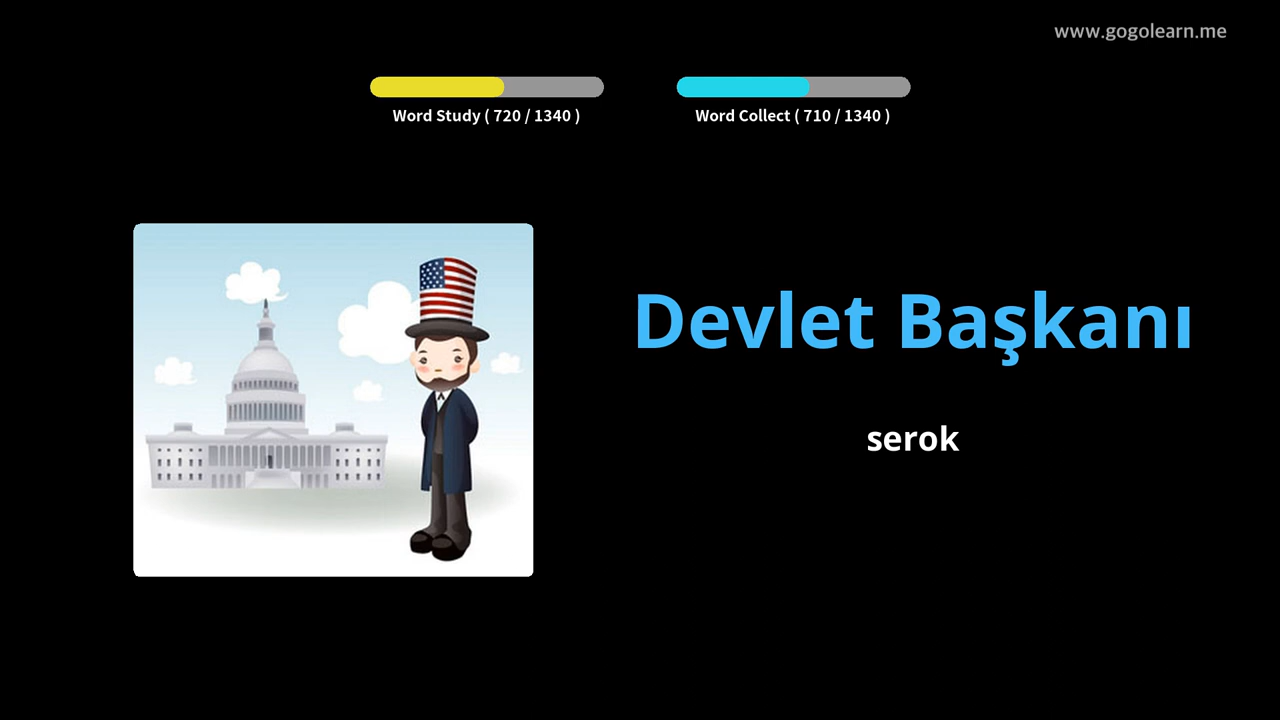 www.gogolearn.me
Word Study ( 720 / 1340 )
Word Collect ( 710 / 1340 )
Devlet Başkanı
serok